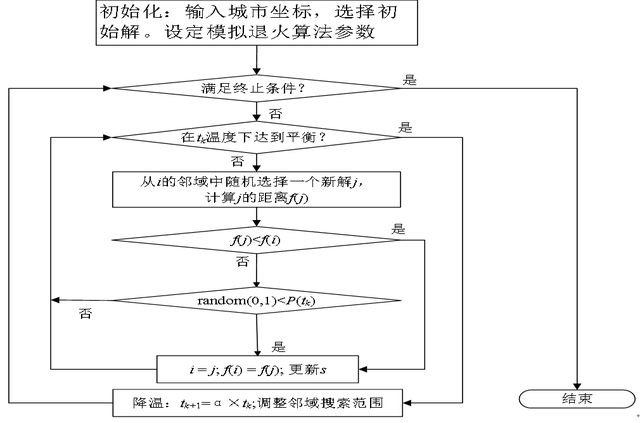 初始化：输入城市坐标，选择初
始解。设定模拟退火算法参数
满足终止条件？
是
否
在tk温度下达到平衡？
是
否
从i的邻域中随机选择一个新解j，
计算j的距离f(j)
f(j)<f(i)
是
否
random(0,1)<P(tk)
否
是
i = j; f(i) = f(j); 更新s
降温：tk+1=α×tk;调整邻域搜索范围
结束
。